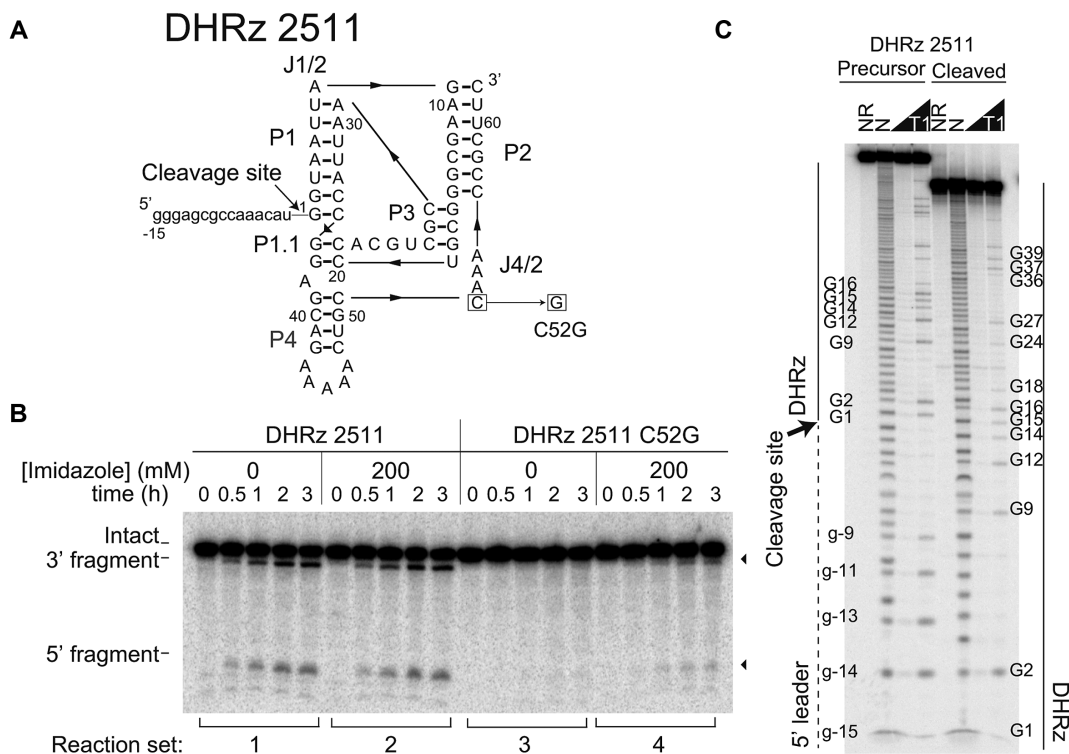 A
DHRz 2511
J1/2
A G–C 3'
U–A 10 A–U
U–A 30 A–U 60
A–U G–C
A–U C–G
U–A G–C
G–C G–C
G–C C–G
G–C
G–C A C G U C–G
G–C U
A
G–C
C–G
A–U
G–C
A A
A A
A
P1
P2
P3
P1.1
P4
J4/2
A
A
A
C G
C52G
20
40
50
Cleavage site
1
5' gggagcgccaaacau
-15
B
DHRz 2511 DHRz 2511 C52G
[Imidazole] (mM) 0 200 0 200
time (h) 0 0.5 1 2 3 0 0.5 1 2 3 0 0.5 1 2 3 0 0.5 1 2 3
Intact
3' fragment
5' fragment
Reaction set: 1 2 3 4
C
DHRz 2511
Precursor Cleaved
NR N T1 NR N T1
G16
G15
G14
G12
G9
G2
G1
g-9
g-11
g-13
g-14
g-15
DHRz
Cleavage site
5' leader
G39
G37
G36
G27
G24
G18
G16
G15
G14
G12
G9
G2
G1
DHRz